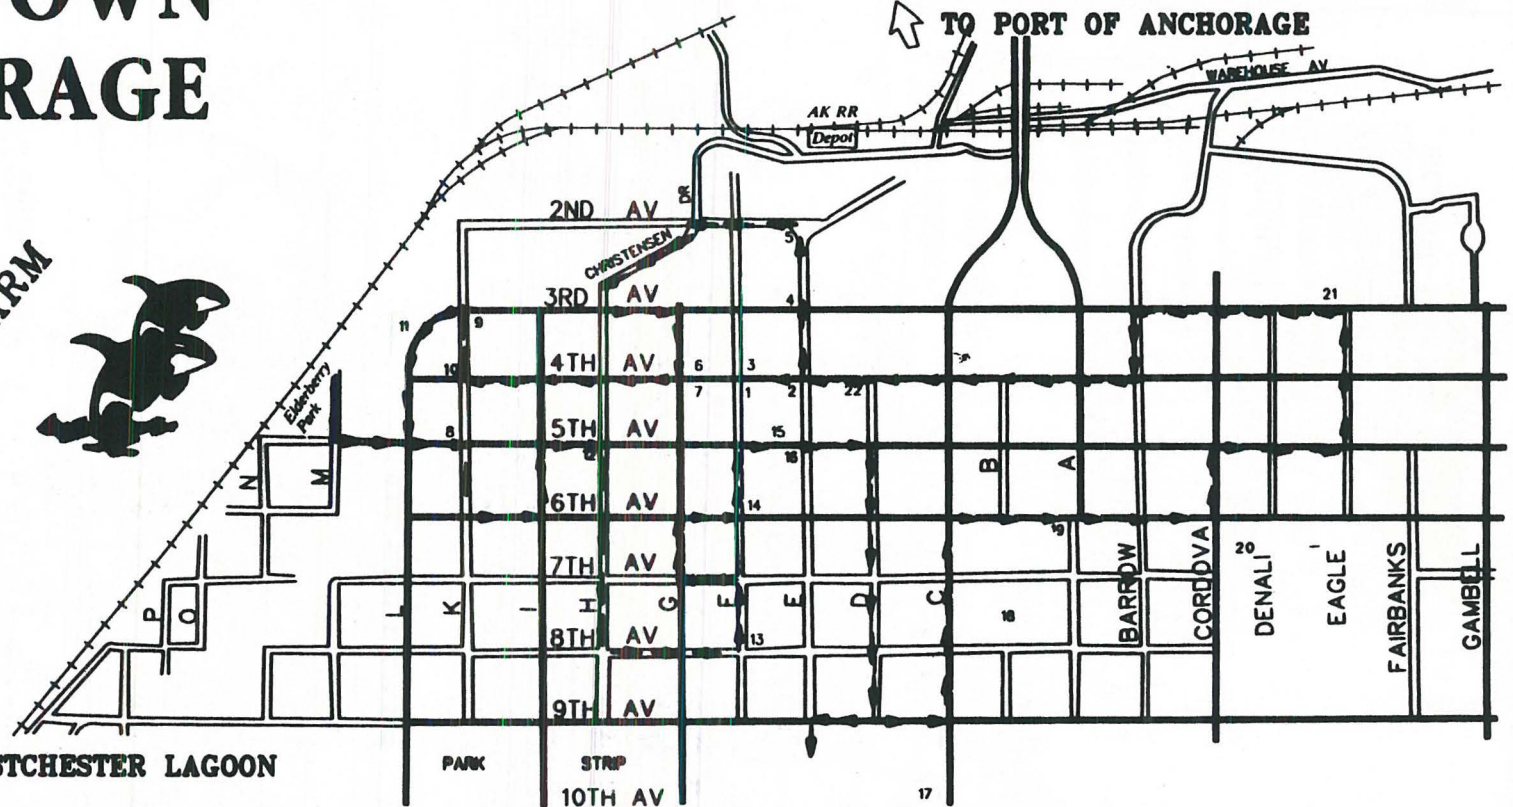 OWN
RAGE
TO PORT OF ANCHORAGE
WAREHOUSE AV
AK RR
Depot
RM
DR
2ND AV
CHRISTENSEN
5
3RD AV
4
21
11
9
4TH AV
6
3
10
7
1
2
22
Elderberry
Park
5TH AV
8
12
15
16
B
A
N
M
6TH AV
14
19
7TH AV
BARROW
CORDOVA
20
DENALI
EAGLE
FAIRBANKS
GAMBELL
P
O
L
K
I
H
G
F
E
D
C
18
8TH AV
13
9TH AV
STCHESTER LAGOON
PARK STRIP
10TH AV
17